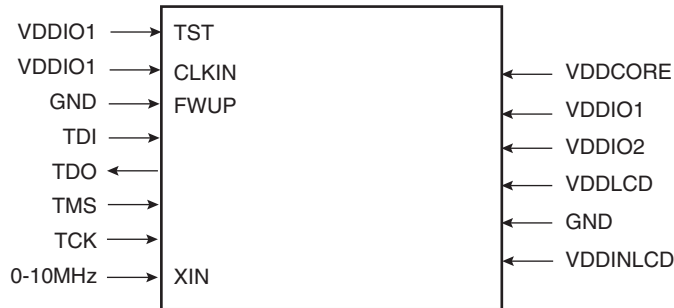 VDDIO1 TST
VDDIO1 CLKIN
GND FWUP
TDI
TDO
TMS
TCK
0-10MHz XIN
VDDCORE
VDDIO1
VDDIO2
VDDLCD
GND
VDDINLCD